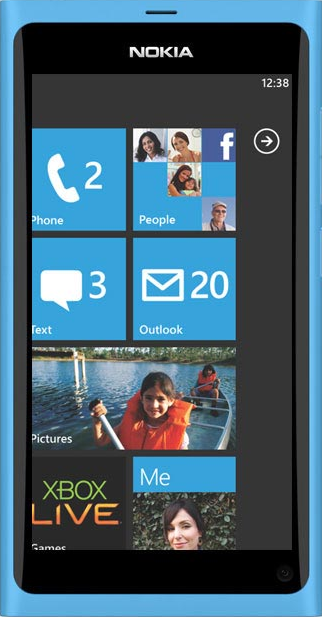 NOKIA
12:38
2
Phone
f
People
3
Text
20
Outlook
Pictures
XBOX
LIVE
Games
Me